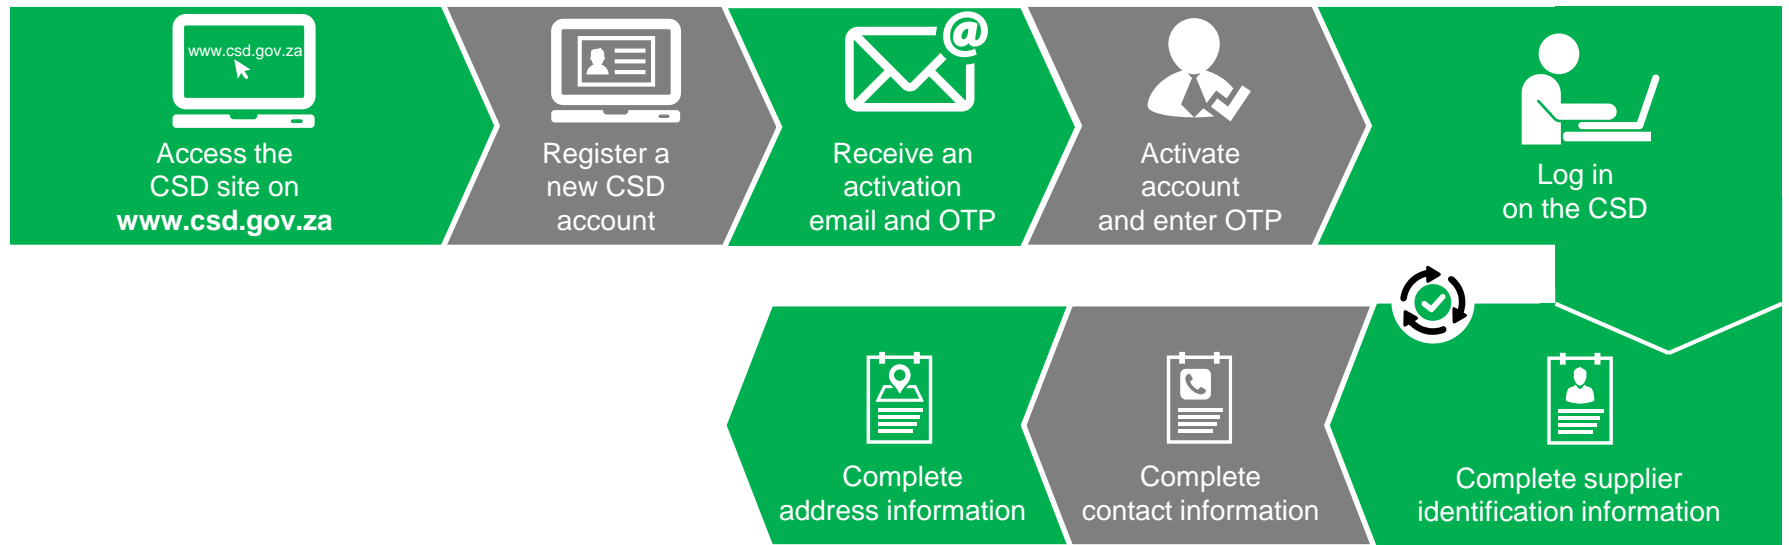 www.csd.gov.za
Access the
CSD site on
www.csd.gov.za
Register a
new CSD
account
Receive an
activation
email and OTP
Activate
account
and enter OTP
Log in
on the CSD
Complete supplier
identification information
Complete
contact information
Complete
address information